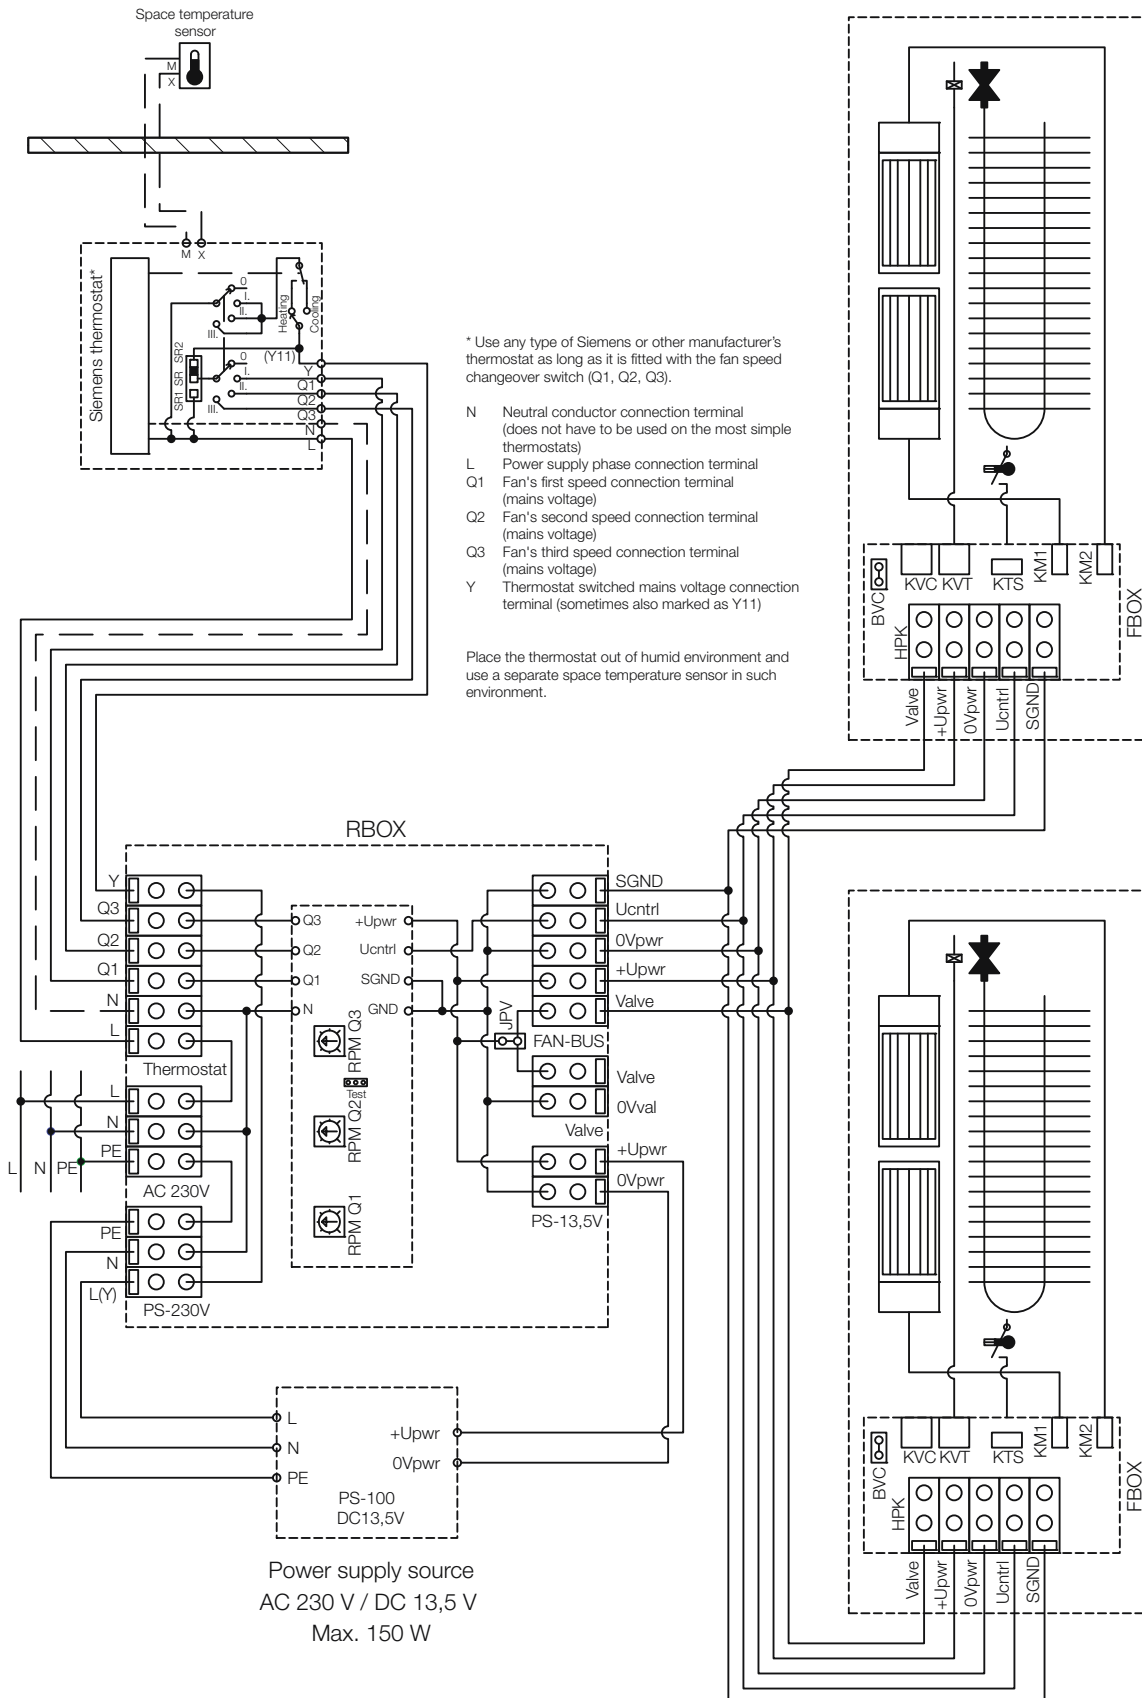 Space temperature
sensor
M
X
M X
Siemens thermostat*
0
I.
II.
III.
Heating
Cooling
SR1 SR SR2
(Y11)
0
I.
II.
III.
Y
Q1
Q2
Q3
N
L
* Use any type of Siemens or other manufacturer's
thermostat as long as it is fitted with the fan speed
changeover switch (Q1, Q2, Q3).
N Neutral conductor connection terminal
(does not have to be used on the most simple
thermostats)
L Power supply phase connection terminal
Q1 Fan's first speed connection terminal
(mains voltage)
Q2 Fan's second speed connection terminal
(mains voltage)
Q3 Fan's third speed connection terminal
(mains voltage)
Y Thermostat switched mains voltage connection
terminal (sometimes also marked as Y11)
Place the thermostat out of humid environment and
use a separate space temperature sensor in such
environment.
BVC
KVC KVT KTS KM1 KM2
HPK
FBOX
Valve
+Upwr
0Vpwr
Ucntrl
SGND
RBOX
Y
Q3
Q2
Q1
N
L
Thermostat
L
N
PE
AC 230V
L N PE
PE
N
L(Y)
PS-230V
Q3
Q2
Q1
N
+Upwr
Ucntrl
SGND
GND
RPM Q3
Test
RPM Q2
RPM Q1
JPV
SGND
Ucntrl
0Vpwr
+Upwr
Valve
FAN-BUS
Valve
0Vval
Valve
+Upwr
0Vpwr
PS-13,5V
L
N
PE
+Upwr
0Vpwr
PS-100
DC13,5V
Power supply source
AC 230 V / DC 13,5 V
Max. 150 W
BVC
KVC KVT KTS KM1 KM2
HPK
FBOX
Valve
+Upwr
0Vpwr
Ucntrl
SGND